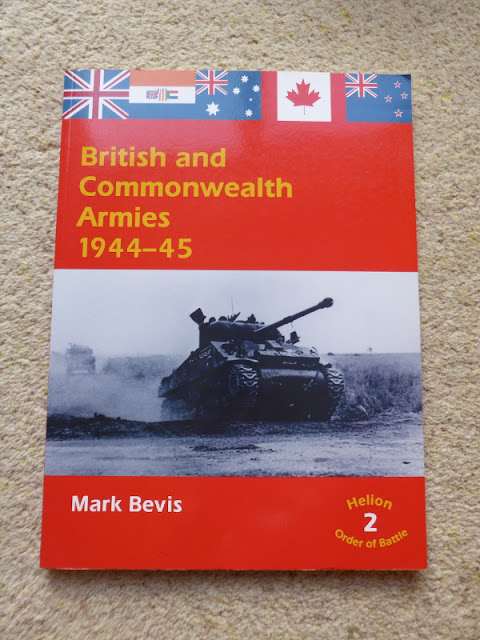 British and
Commonwealth
Armies
1944–45
Mark Bevis
Helion
2
Order of Battle